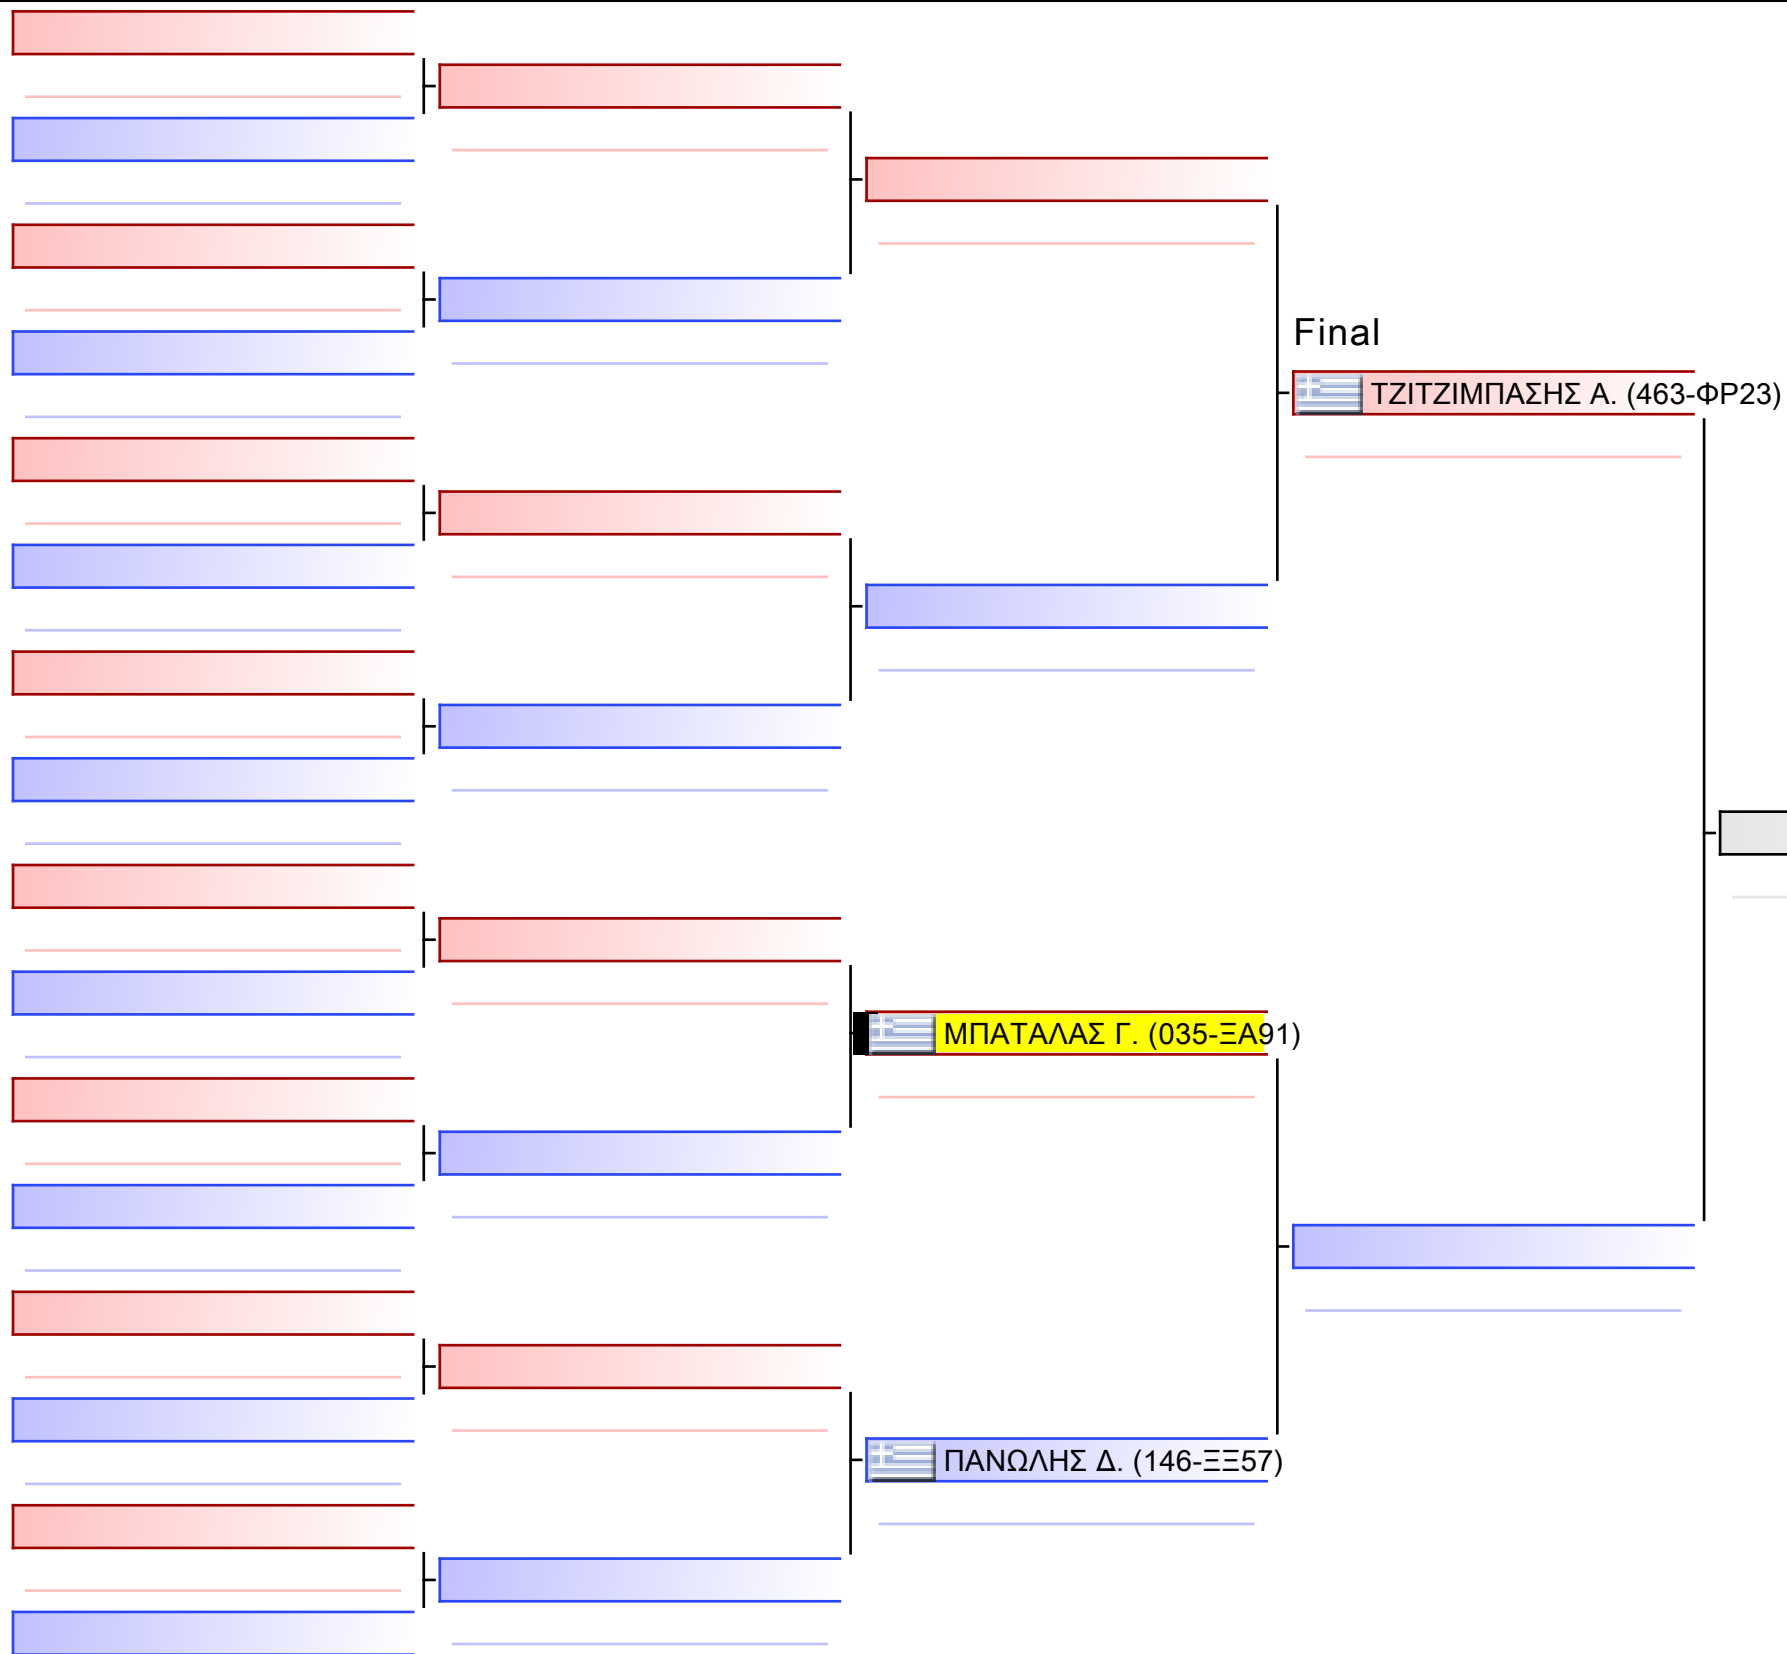 Final
ΤΖΙΤΖΙΜΠΑΣΗΣ Α. (463-ΦΡ23)
ΜΠΑΤΑΛΑΣ Γ. (035-ΞΑ91)
ΠΑΝΩΛΗΣ Δ. (146-ΞΞ57)